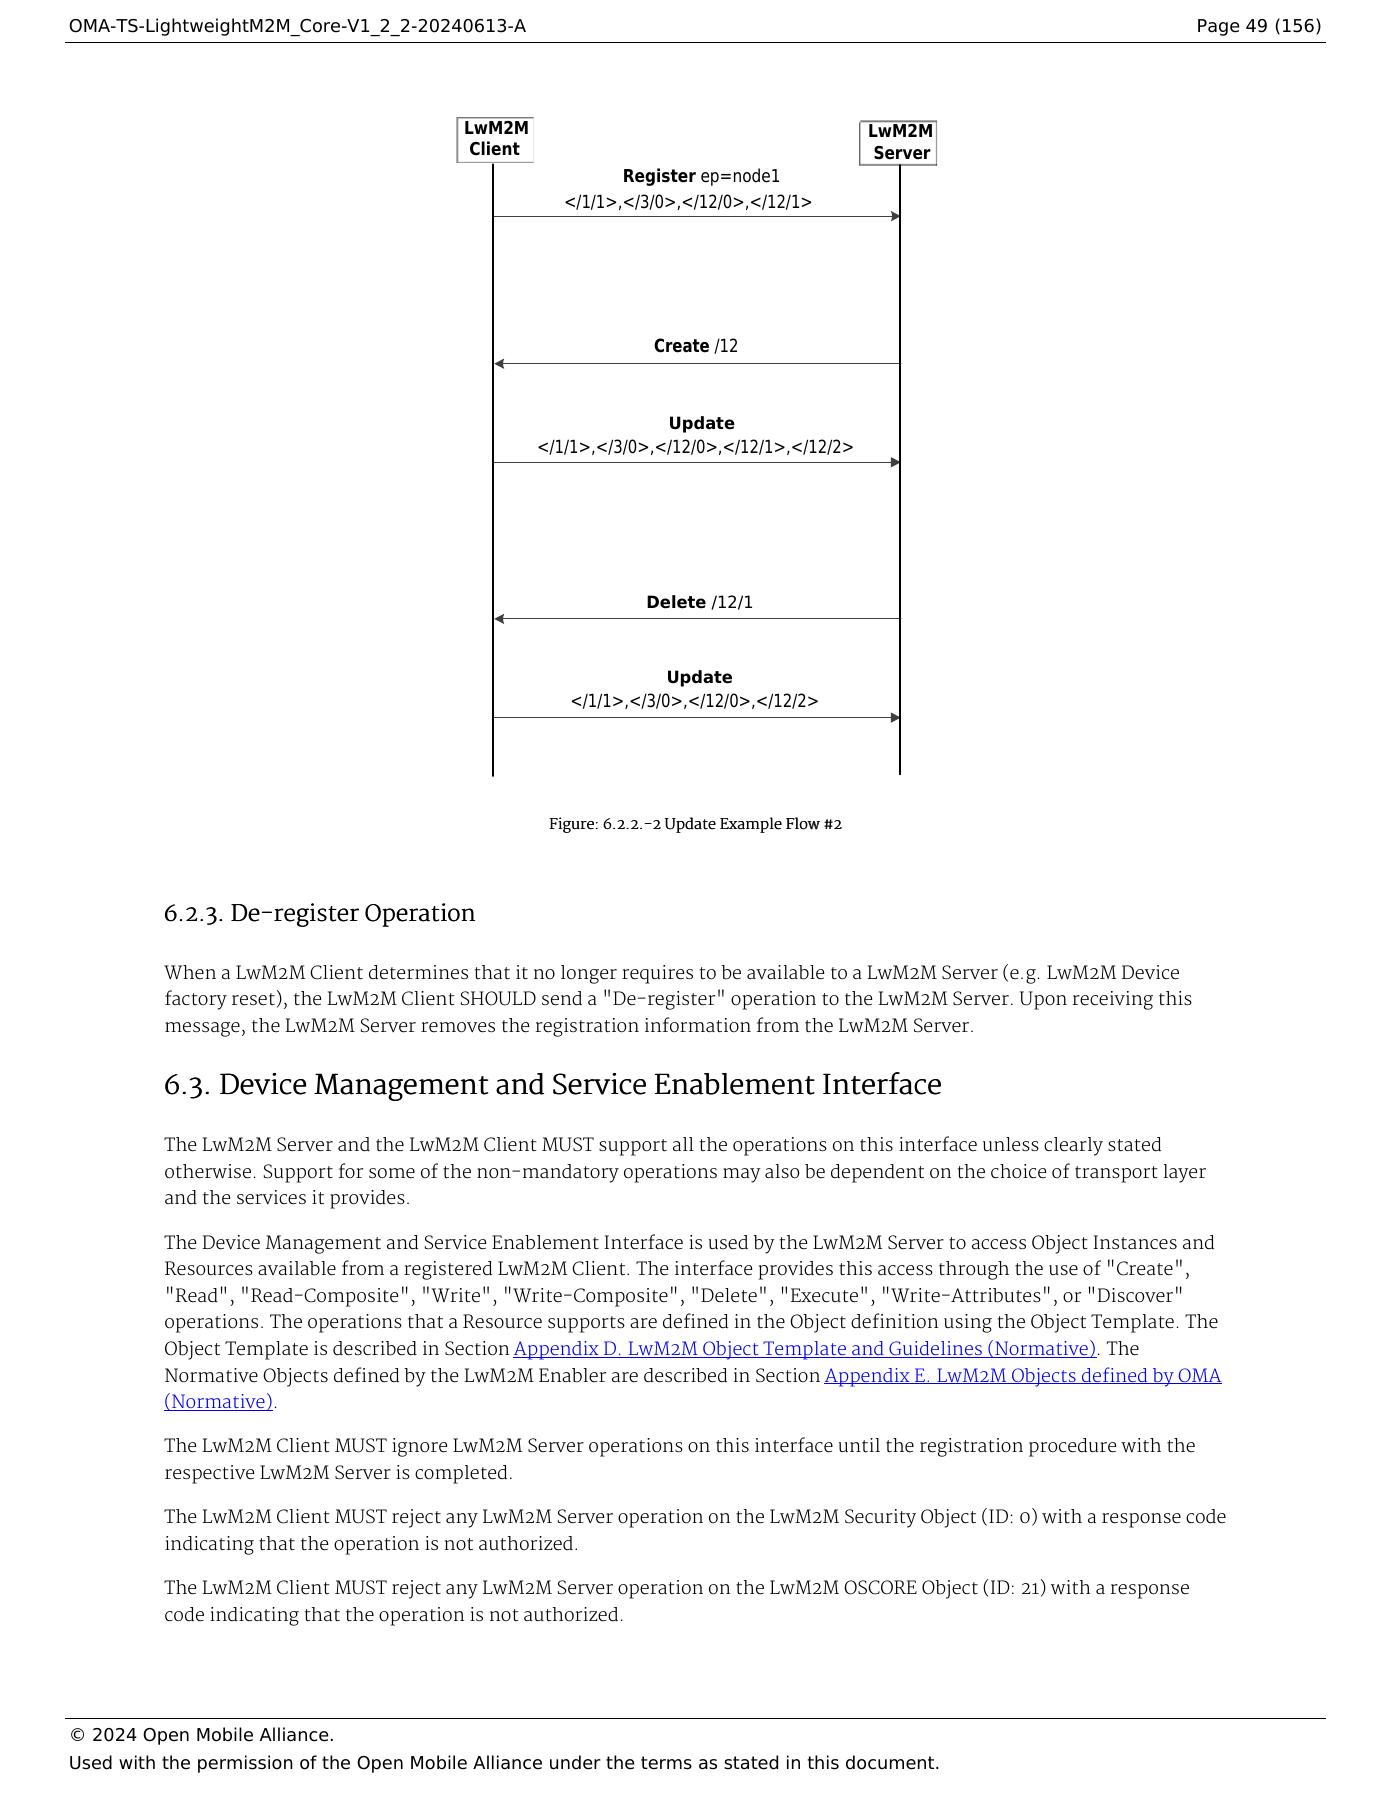 OMA-TS-LightweightM2M_Core-V1_2_2-20240613-A Page 49 (156)
LwM2M
Client
LwM2M
Server
Register ep=node1
</1/1>,</3/0>,</12/0>,</12/1>
Create /12
Update
</1/1>,</3/0>,</12/0>,</12/1>,</12/2>
Delete /12/1
Update
</1/1>,</3/0>,</12/0>,</12/2>
Figure: 6.2.2.-2 Update Example Flow #2
6.2.3. De-register Operation
When a LwM2M Client determines that it no longer requires to be available to a LwM2M Server (e.g. LwM2M Device
factory reset), the LwM2M Client SHOULD send a "De-register" operation to the LwM2M Server. Upon receiving this
message, the LwM2M Server removes the registration information from the LwM2M Server.
6.3. Device Management and Service Enablement Interface
The LwM2M Server and the LwM2M Client MUST support all the operations on this interface unless clearly stated
otherwise. Support for some of the non-mandatory operations may also be dependent on the choice of transport layer
and the services it provides.
The Device Management and Service Enablement Interface is used by the LwM2M Server to access Object Instances and
Resources available from a registered LwM2M Client. The interface provides this access through the use of "Create",
"Read", "Read-Composite", "Write", "Write-Composite", "Delete", "Execute", "Write-Attributes", or "Discover"
operations. The operations that a Resource supports are defined in the Object definition using the Object Template. The
Object Template is described in Section Appendix D. LwM2M Object Template and Guidelines (Normative). The
Normative Objects defined by the LwM2M Enabler are described in Section Appendix E. LwM2M Objects defined by OMA
(Normative).
The LwM2M Client MUST ignore LwM2M Server operations on this interface until the registration procedure with the
respective LwM2M Server is completed.
The LwM2M Client MUST reject any LwM2M Server operation on the LwM2M Security Object (ID: 0) with a response code
indicating that the operation is not authorized.
The LwM2M Client MUST reject any LwM2M Server operation on the LwM2M OSCORE Object (ID: 21) with a response
code indicating that the operation is not authorized.
© 2024 Open Mobile Alliance.
Used with the permission of the Open Mobile Alliance under the terms as stated in this document.